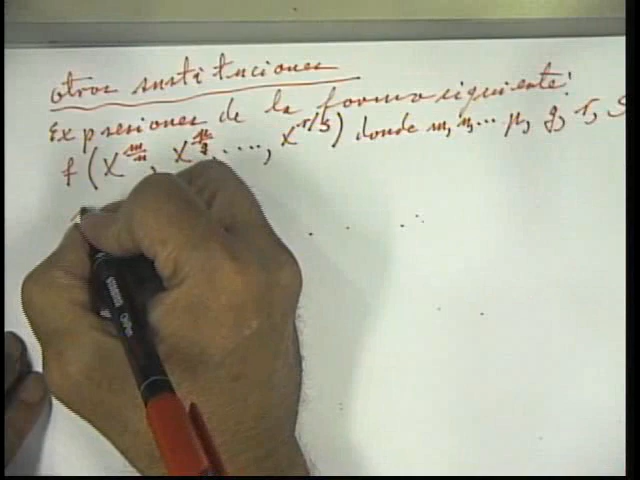 otras sustituciones
Expresiones de la forma siguiente:
f(x^{m/n}, x^{p/q}, ..., x^{r/s}) donde m, n, ... p, q, r, s